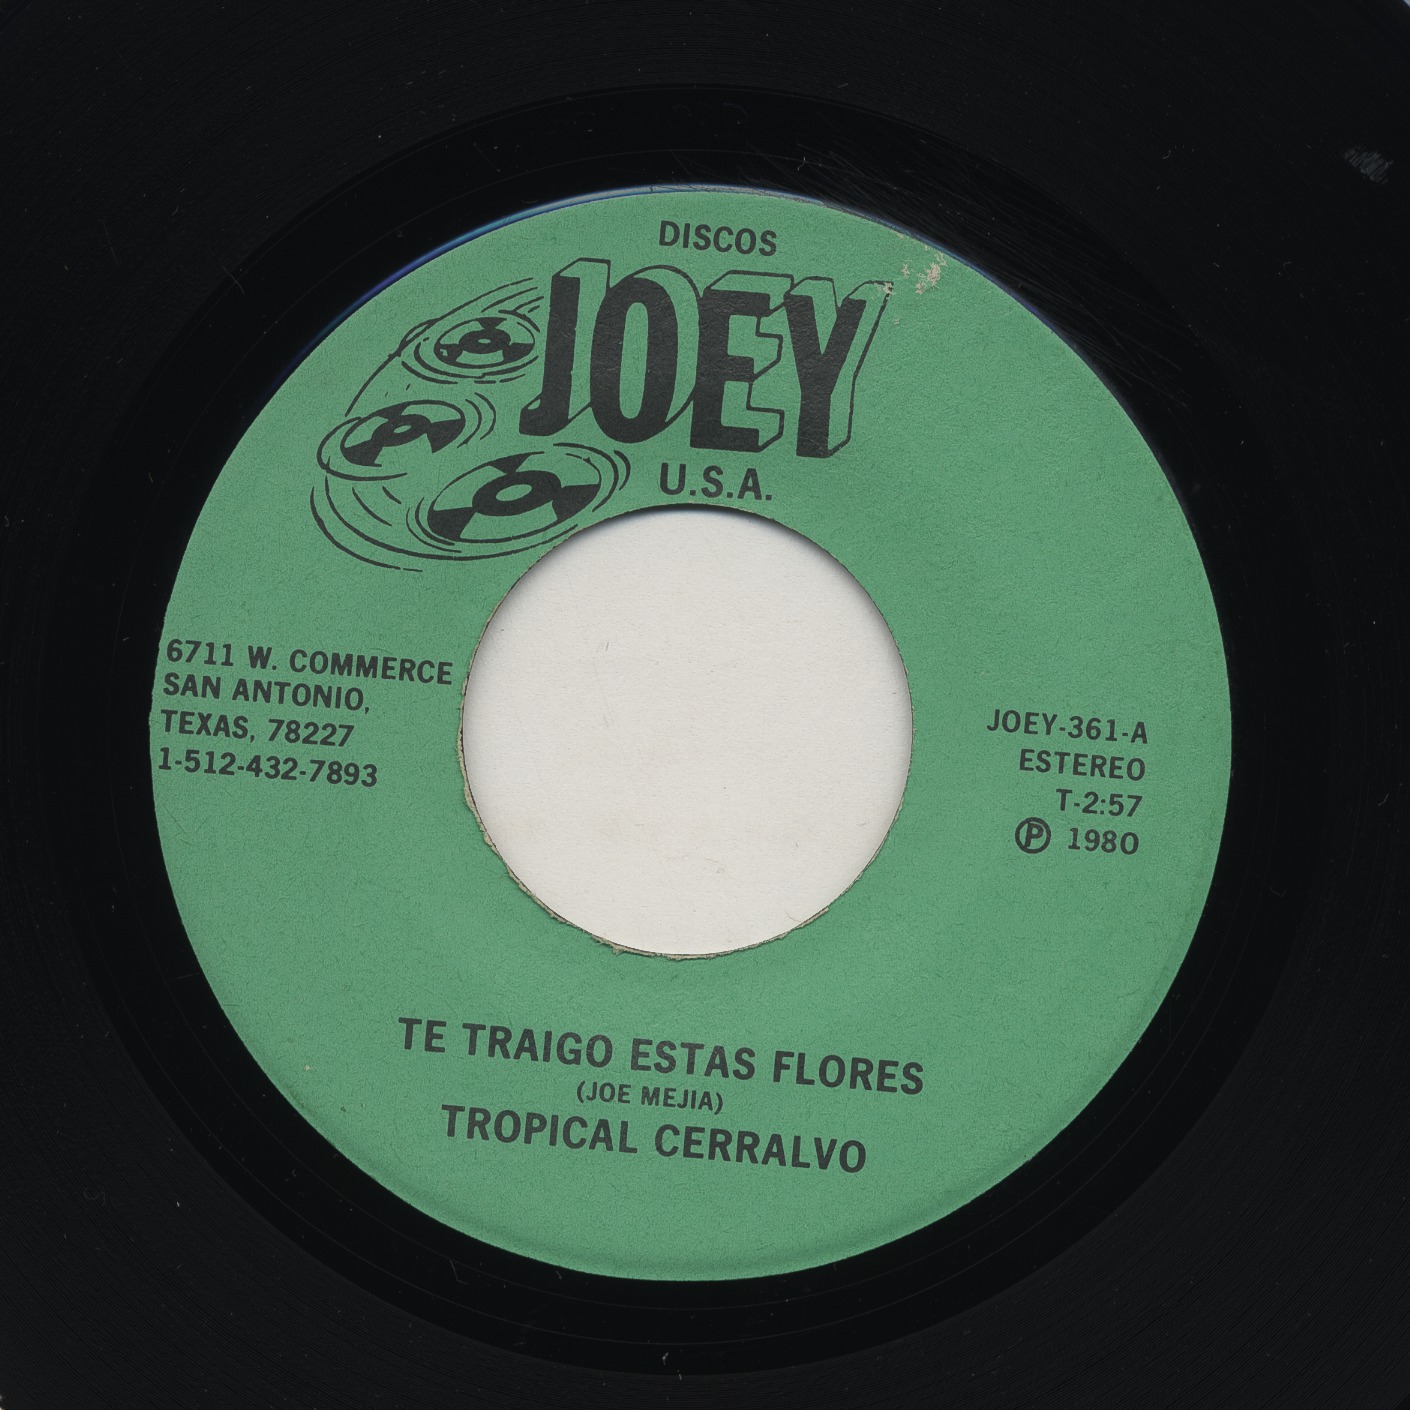 DISCOS
JOEY
U.S.A.
6711 W. COMMERCE
SAN ANTONIO,
TEXAS, 78227
1-512-432-7893
JOEY-361-A
ESTEREO
T-2:57
Ⓟ 1980
TE TRAIGO ESTAS FLORES
(JOE MEJIA)
TROPICAL CERRALVO